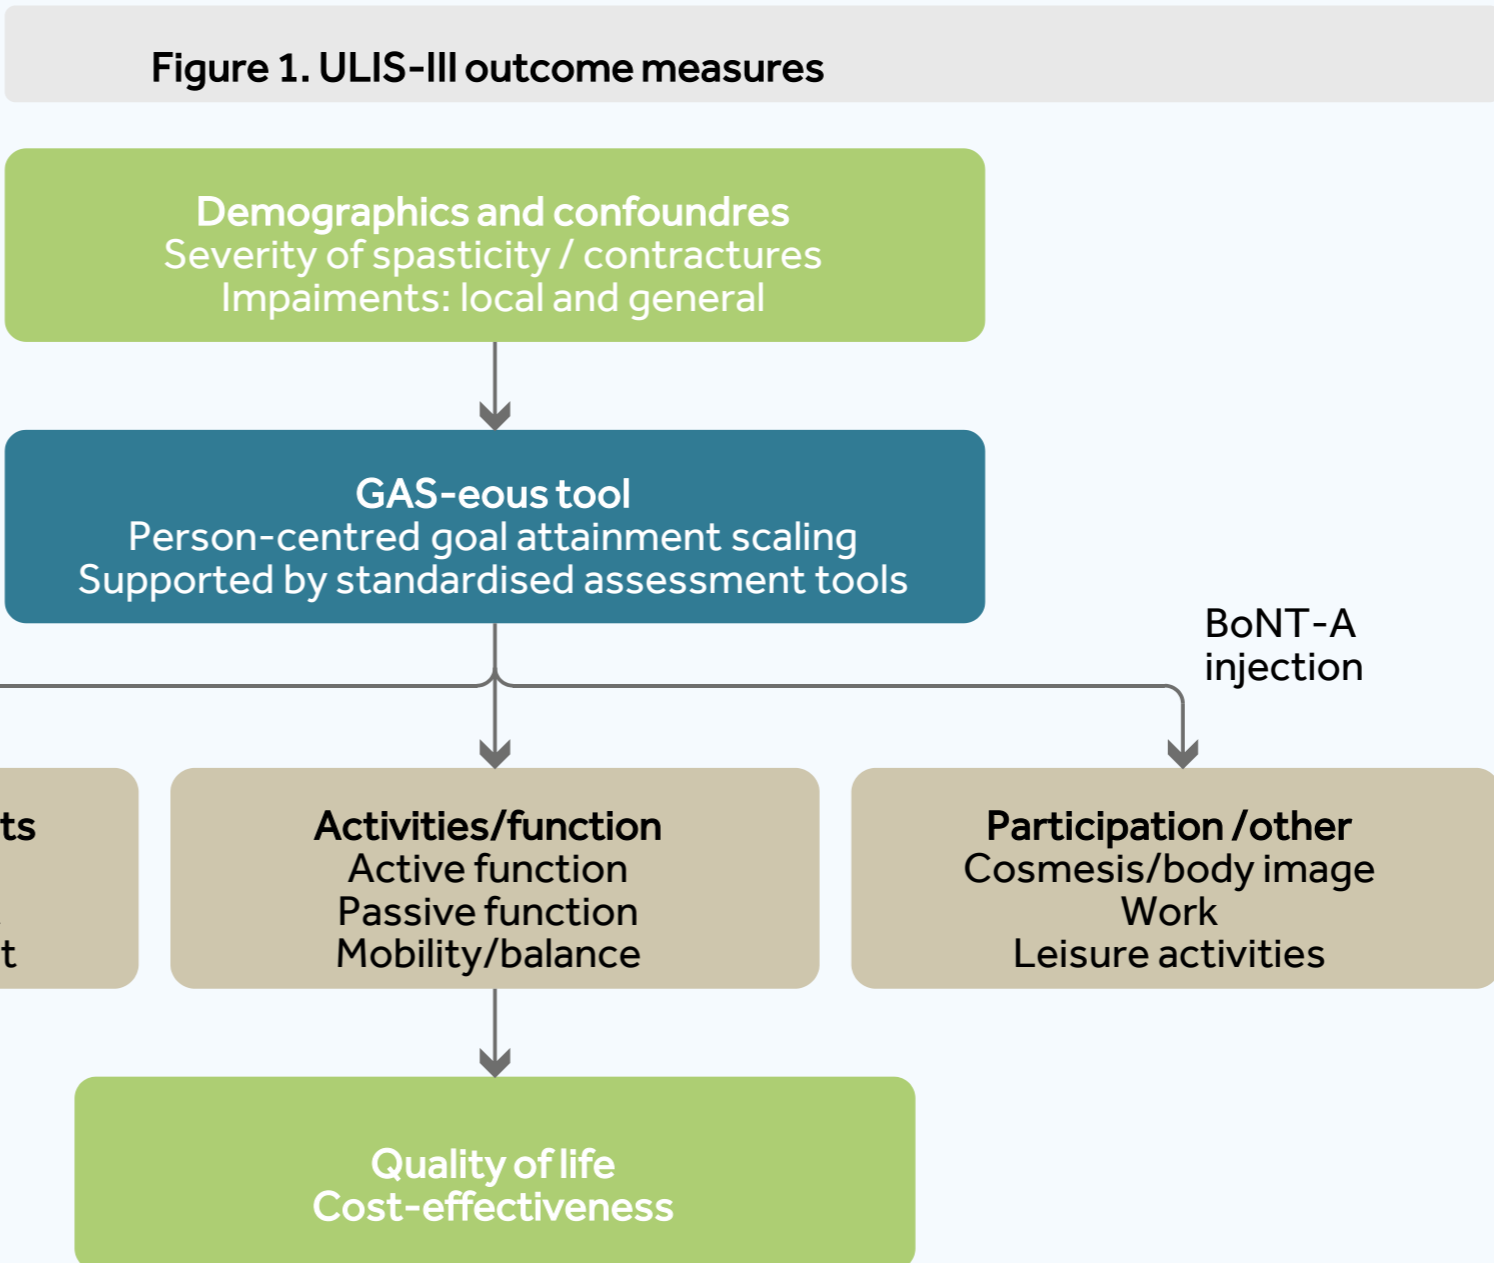 Figure 1. ULIS-III outcome measures
Demographics and confoundres
Severity of spasticity / contractures
Impaiments: local and general
GAS-eous tool
Person-centred goal attainment scaling
Supported by standardised assessment tools
BoNT-A
injection
ts
t
Activities/function
Active function
Passive function
Mobility/balance
Participation /other
Cosmesis/body image
Work
Leisure activities
Quality of life
Cost-effectiveness